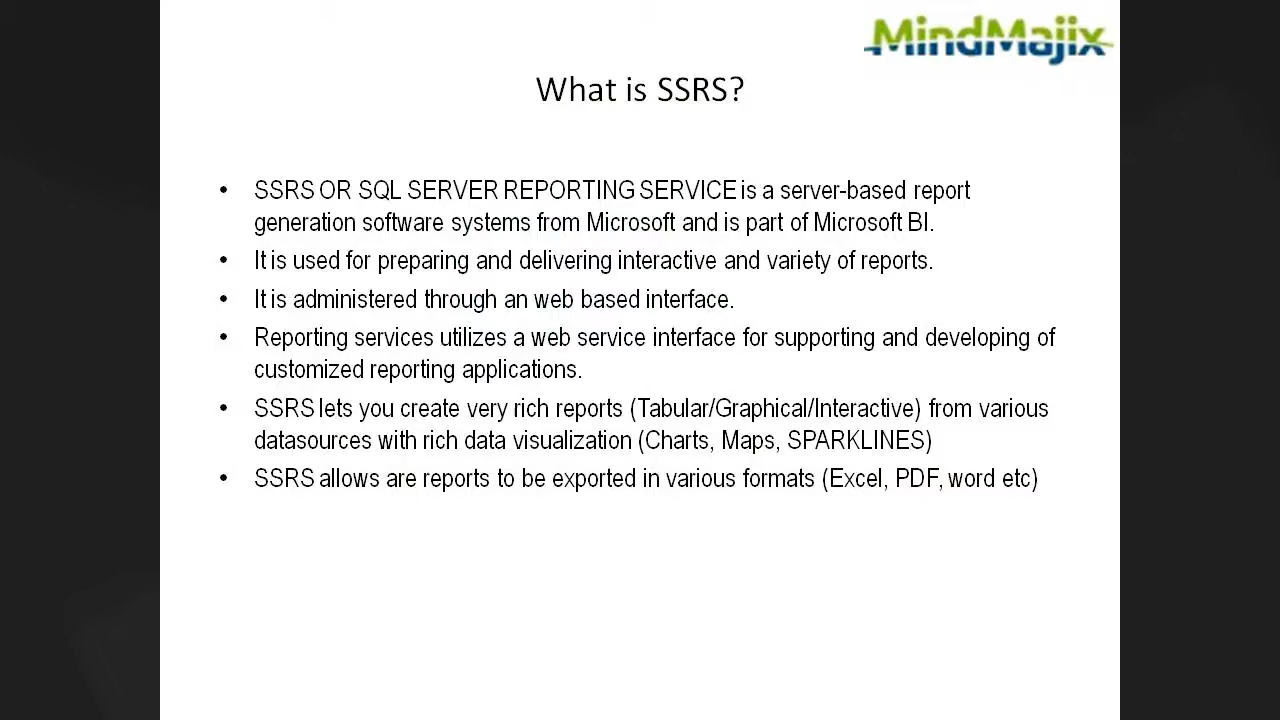 MindMajix
What is SSRS?
• SSRS OR SQL SERVER REPORTING SERVICE is a server-based report
generation software systems from Microsoft and is part of Microsoft BI.
• It is used for preparing and delivering interactive and variety of reports.
• It is administered through an web based interface.
• Reporting services utilizes a web service interface for supporting and developing of
customized reporting applications.
• SSRS lets you create very rich reports (Tabular/Graphical/Interactive) from various
datasources with rich data visualization (Charts, Maps, SPARKLINES)
• SSRS allows are reports to be exported in various formats (Excel, PDF, word etc)